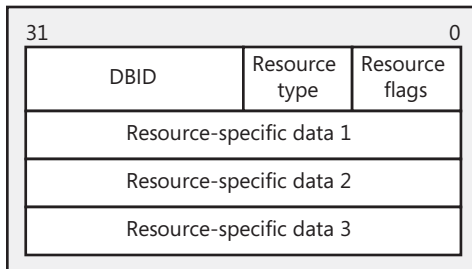 31 0
DBID Resource type Resource flags
Resource-specific data 1
Resource-specific data 2
Resource-specific data 3